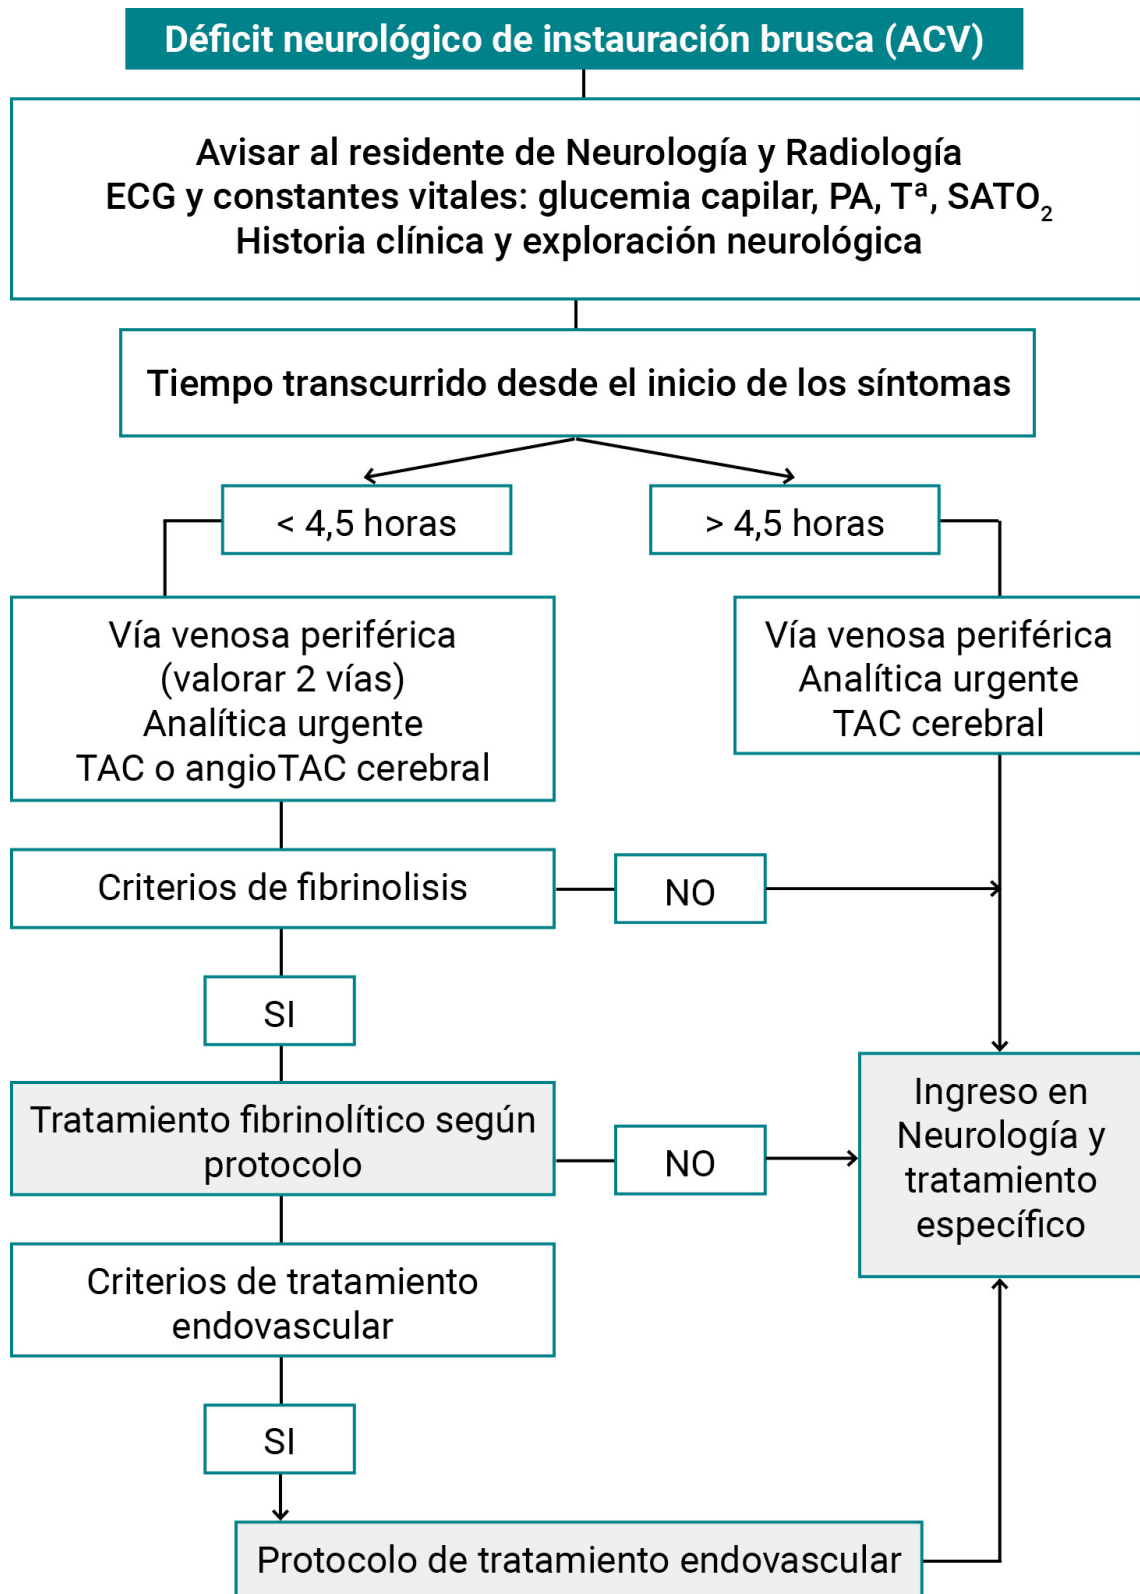 Déficit neurológico de instauración brusca (ACV)
Avisar al residente de Neurología y Radiología
ECG y constantes vitales: glucemia capilar, PA, Tª, SATO₂
Historia clínica y exploración neurológica
Tiempo transcurrido desde el inicio de los síntomas
< 4,5 horas
> 4,5 horas
Vía venosa periférica
(valorar 2 vías)
Analítica urgente
TAC o angioTAC cerebral
Vía venosa periférica
Analítica urgente
TAC cerebral
Criterios de fibrinolisis
NO
SI
Tratamiento fibrinolítico según
protocolo
NO
Ingreso en
Neurología y
tratamiento
específico
Criterios de tratamiento
endovascular
SI
Protocolo de tratamiento endovascular